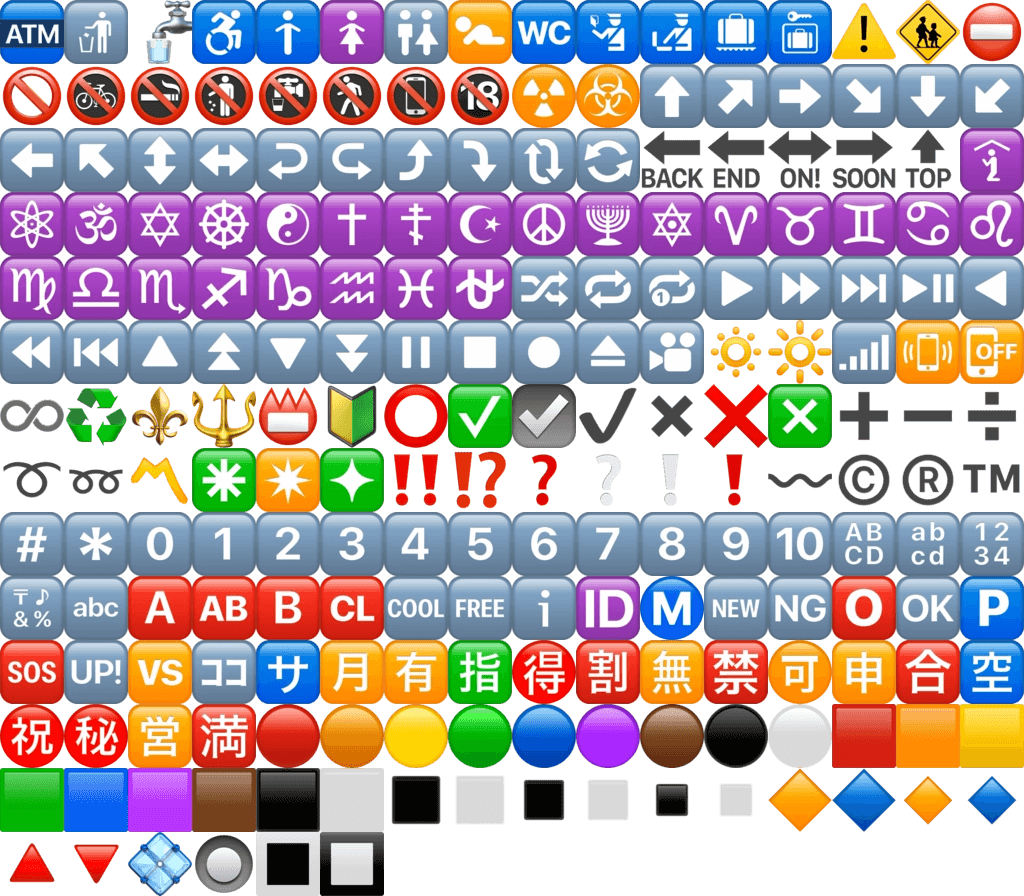 ATM WC
18
BACK END ON! SOON TOP
1
OFF
© ® TM
# * 0 1 2 3 4 5 6 7 8 9 10 AB ab 12
CD cd 34
〒♪ abc A AB B CL COOL FREE i ID M NEW NG O OK P
&%
SOS UP! VS ココ サ 月 有 指 得 割 無 禁 可 申 合 空
祝 秘 営 満